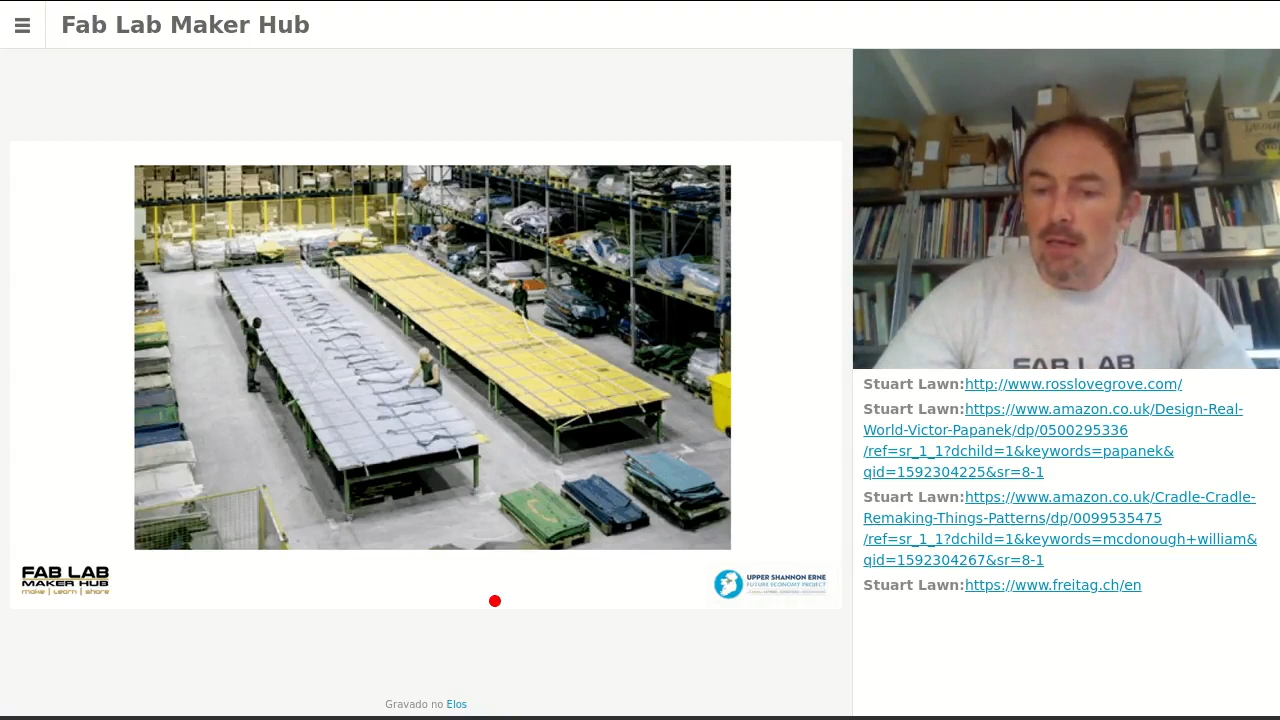 Fab Lab Maker Hub
FAB LAB
Stuart Lawn:http://www.rosslovegrove.com/
Stuart Lawn:https://www.amazon.co.uk/Design-Real-
World-Victor-Papanek/dp/0500295336
/ref=sr_1_1?dchild=1&keywords=papanek&
qid=1592304225&sr=8-1
Stuart Lawn:https://www.amazon.co.uk/Cradle-Cradle-
Remaking-Things-Patterns/dp/0099535475
/ref=sr_1_1?dchild=1&keywords=mcdonough+william&
qid=1592304267&sr=8-1
Stuart Lawn:https://www.freitag.ch/en
FAB LAB
MAKER HUB
make | learn | share
UPPER SHANNON ERNE
FUTURE ECONOMY PROJECT
Gravado no Elos